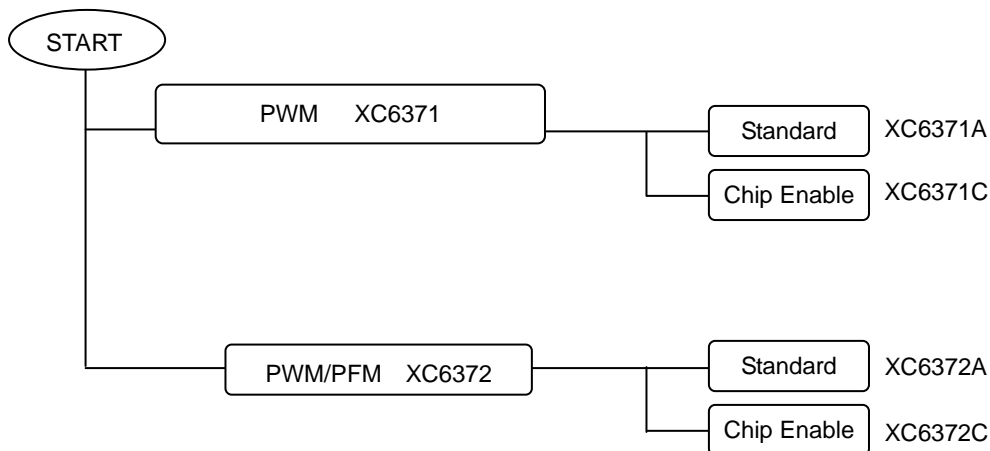 START
PWM XC6371
Standard XC6371A
Chip Enable XC6371C
PWM/PFM XC6372
Standard XC6372A
Chip Enable XC6372C